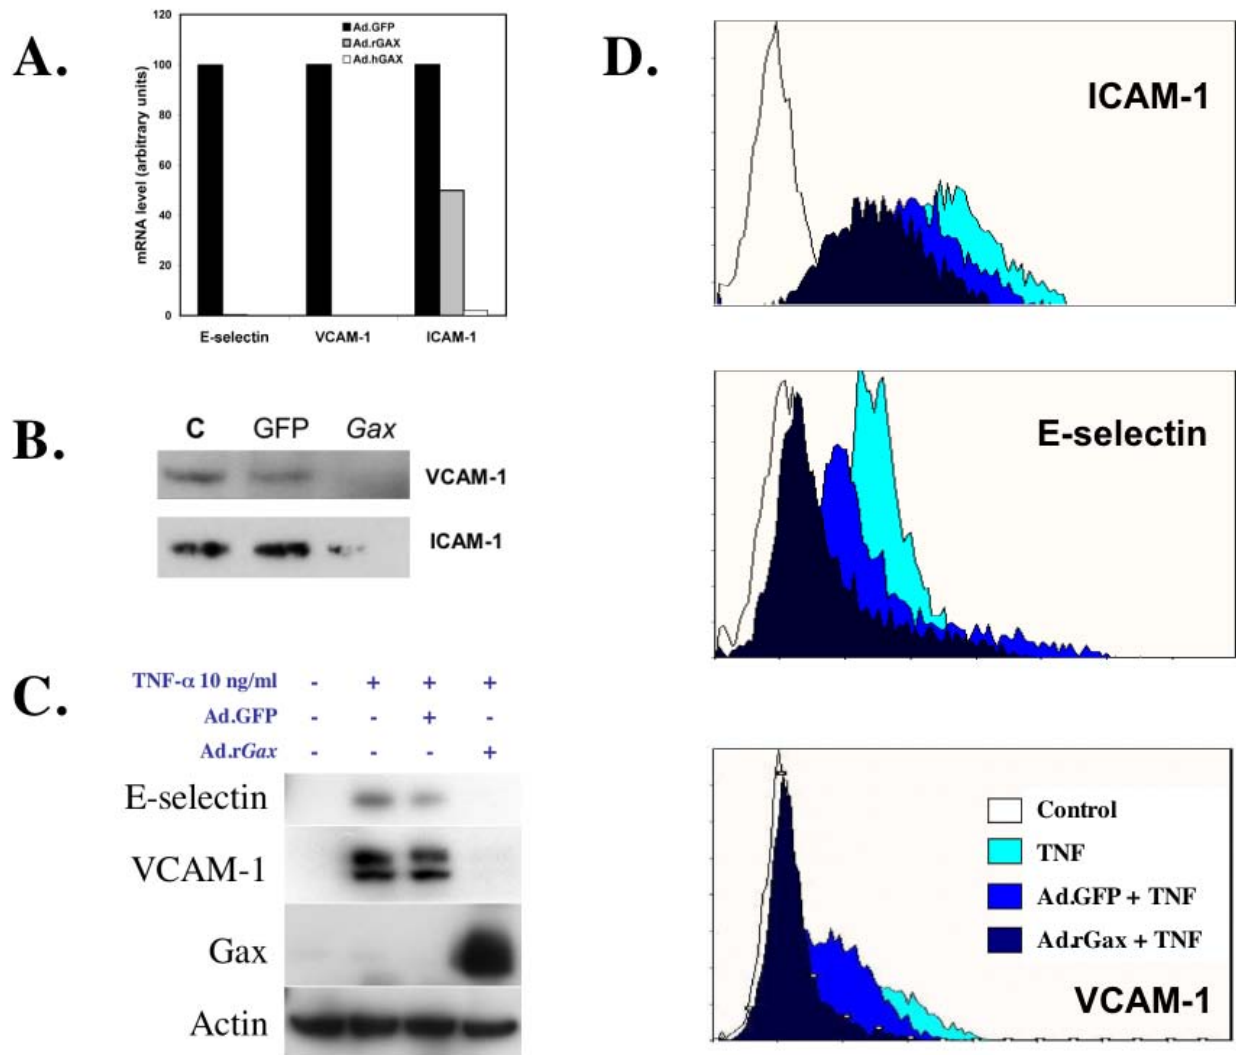 A.
120
100
80
60
40
20
0
mRNA level (arbitrary units)
Ad.GFP
Ad.rGAX
Ad.hGAX
E-selectin VCAM-1 ICAM-1
B.
C GFP Gax
VCAM-1
ICAM-1
C.
TNF-α 10 ng/ml - + + +
Ad.GFP - - + -
Ad.rGax - - - +
E-selectin
VCAM-1
Gax
Actin
D.
ICAM-1
E-selectin
Control
TNF
Ad.GFP + TNF
Ad.rGax + TNF
VCAM-1